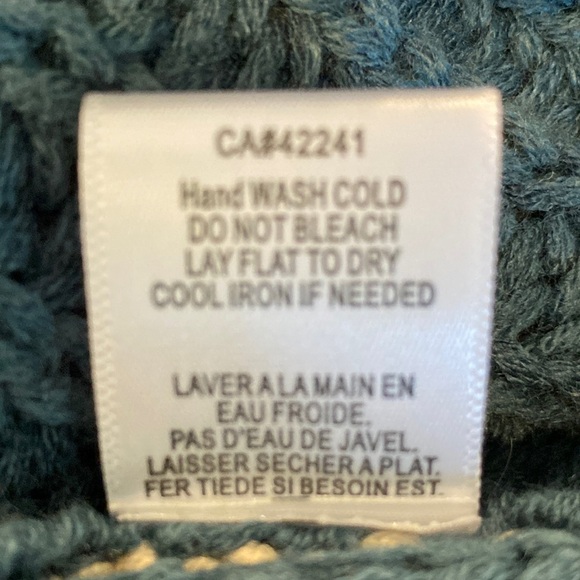 CA#42241
Hand WASH COLD
DO NOT BLEACH
LAY FLAT TO DRY
COOL IRON IF NEEDED
LAVER A LA MAIN EN
EAU FROIDE.
PAS D'EAU DE JAVEL.
LAISSER SECHER A PLAT.
FER TIEDE SI BESOIN EST.